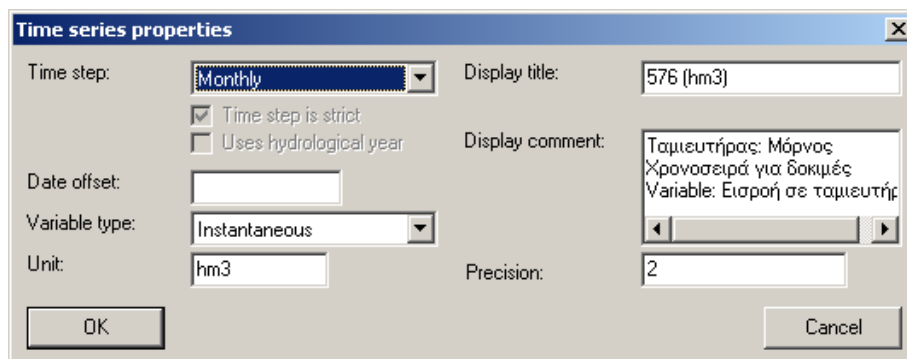 Time series properties
Time step:
Monthly
Time step is strict
Uses hydrological year
Date offset:
Variable type:
Instantaneous
Unit:
hm3
OK
Display title:
576 (hm3)
Display comment:
Ταμιευτήρας: Μόρνος
Χρονοσειρά για δοκιμές
Variable: Εισροή σε ταμιευτήρ
Precision:
2
Cancel